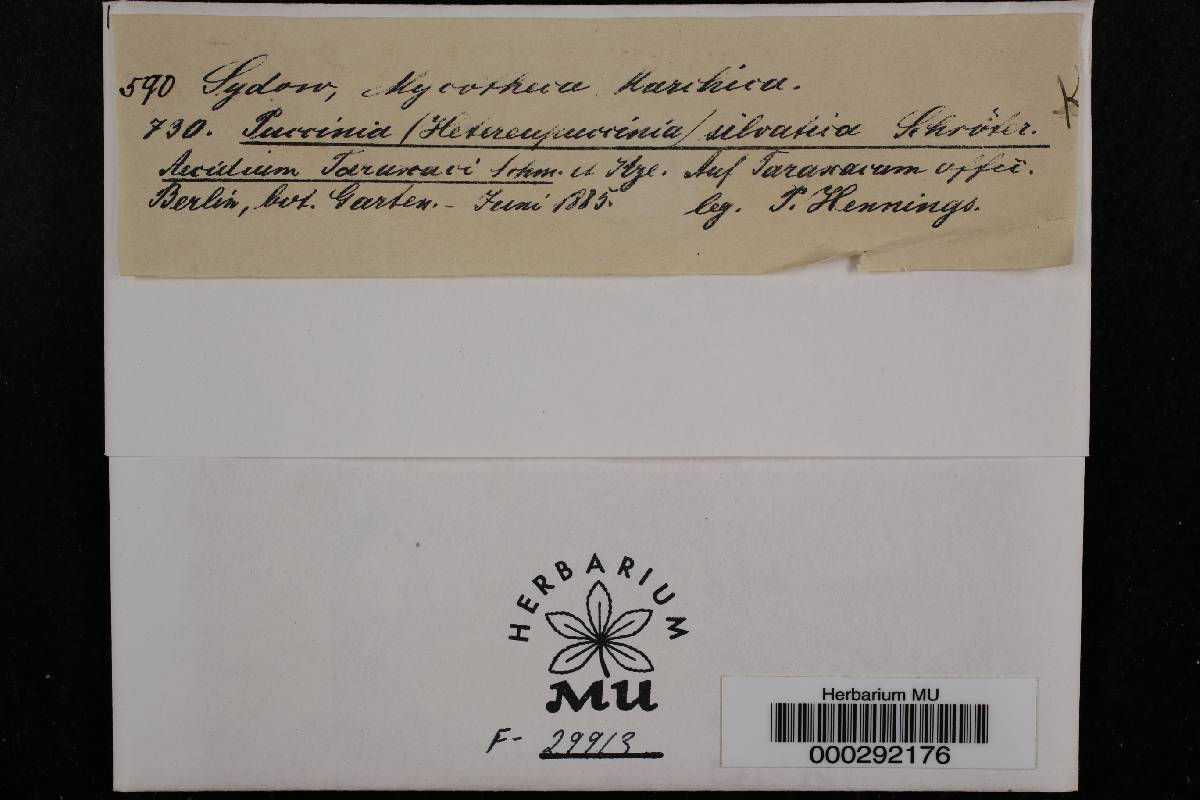 590 Sydow, Mycotheca Marchica.
K
730. Puccinia (Hetereupuccinia) silvatica Schröter.
Aecidium Taraxaci Schm. et Kze. Auf Taraxacum offic.
Berlin, bot. Garten. - Juni 1885. leg. P. Hennings.
HERBARIUM
MU
F- 29913
Herbarium MU
000292176